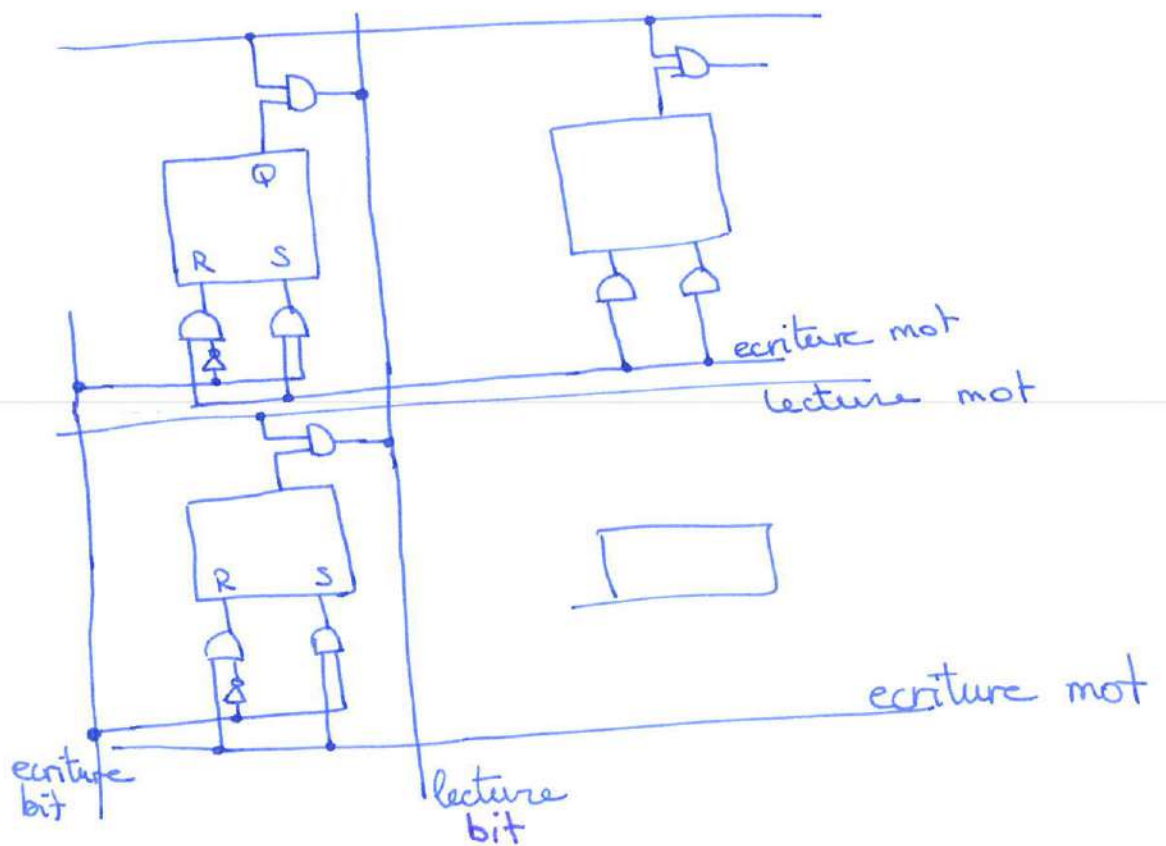 Q
R S
ecriture mot
lecture mot
R S
ecriture mot
ecriture
bit
lecture
bit